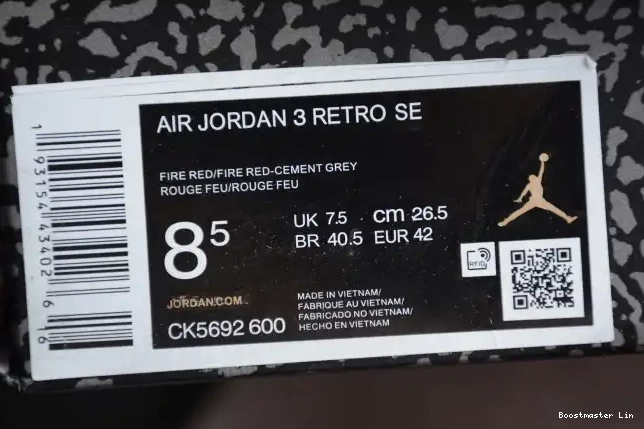 AIR JORDAN 3 RETRO SE
FIRE RED/FIRE RED-CEMENT GREY
ROUGE FEU/ROUGE FEU
8 5
UK 7.5 cm 26.5
BR 40.5 EUR 42
RFID
JORDAN.COM
CK5692 600
MADE IN VIETNAM/
FABRIQUE AU VIETNAM/
FABRICADO NO VIETNAM/
HECHO EN VIETNAM
1 93154 43402 6 16
Boostmaster Lin